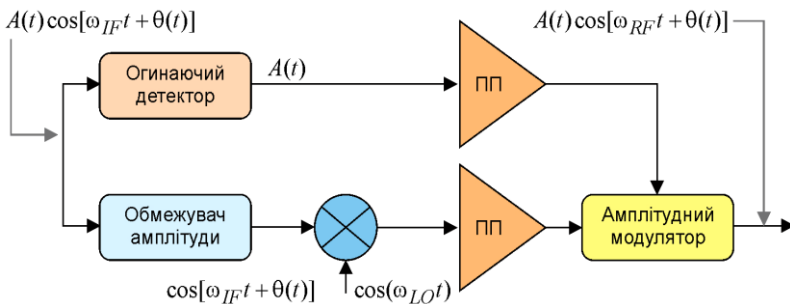 A(t) cos[ω_IF t + θ(t)]
A(t) cos[ω_RF t + θ(t)]
Огинаючий
детектор
A(t)
ПП
Обмежувач
амплітуди
ПП
Амплітудний
модулятор
cos[ω_IF t + θ(t)]
cos(ω_LO t)